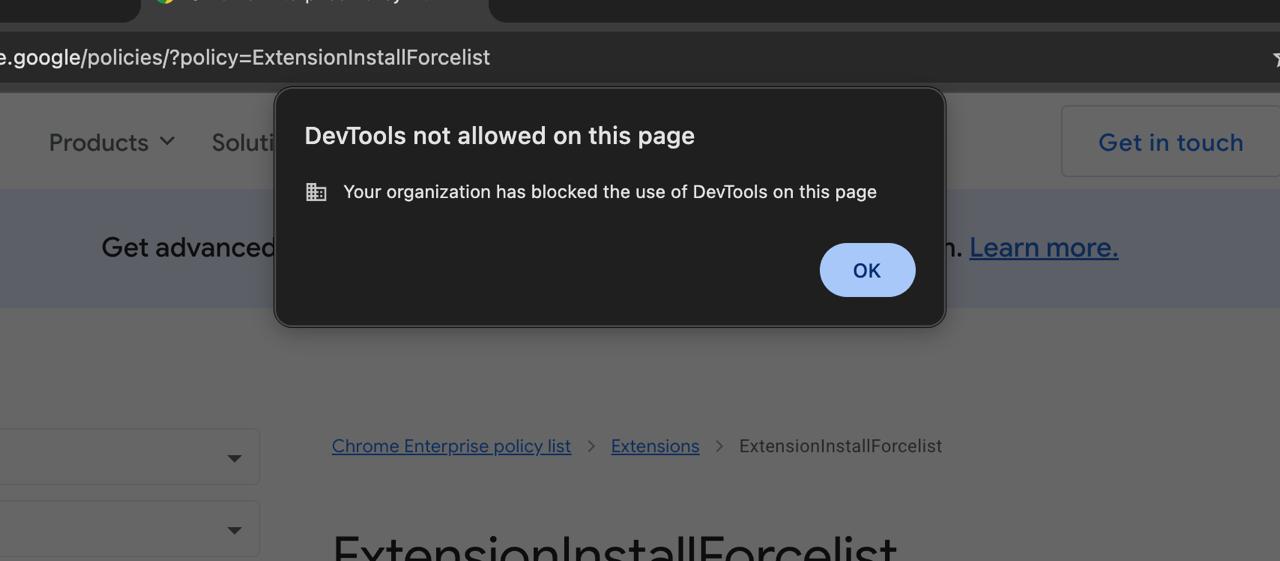 e.google/policies/?policy=ExtensionInstallForcelist
DevTools not allowed on this page
Products
Get in touch
Your organization has blocked the use of DevTools on this page
Get advanced
Learn more.
OK
Chrome Enterprise policy list > Extensions > ExtensionInstallForcelist
ExtensionInstallForcelist